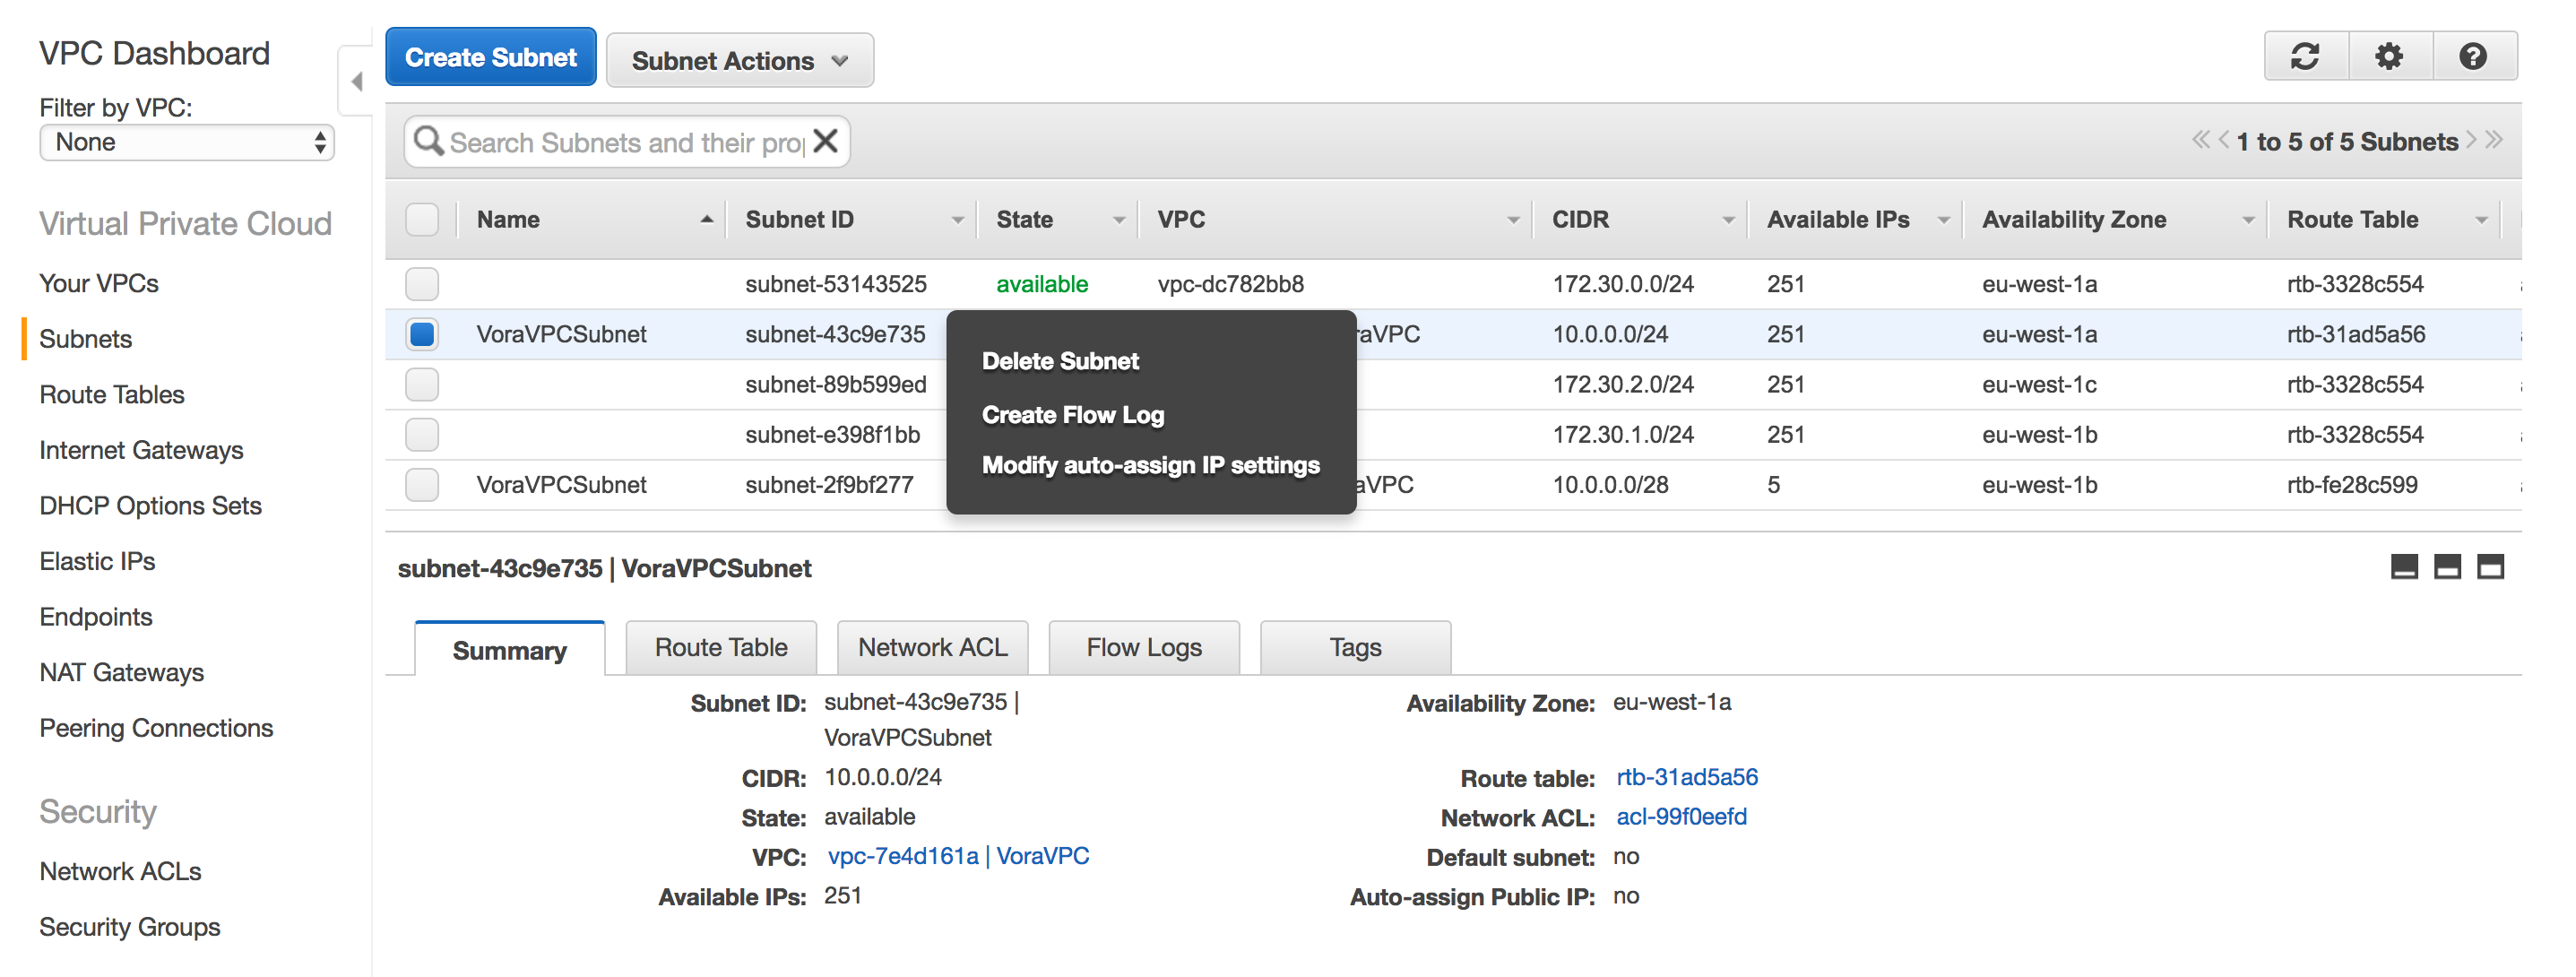 VPC Dashboard
Filter by VPC:
None
Virtual Private Cloud
Your VPCs
Subnets
Route Tables
Internet Gateways
DHCP Options Sets
Elastic IPs
Endpoints
NAT Gateways
Peering Connections
Security
Network ACLs
Security Groups
Create Subnet Subnet Actions
Search Subnets and their pro
1 to 5 of 5 Subnets
Name Subnet ID State VPC CIDR Available IPs Availability Zone Route Table
subnet-53143525 available vpc-dc782bb8 172.30.0.0/24 251 eu-west-1a rtb-3328c554
VoraVPCSubnet subnet-43c9e735 raVPC 10.0.0.0/24 251 eu-west-1a rtb-31ad5a56
subnet-89b599ed 172.30.2.0/24 251 eu-west-1c rtb-3328c554
subnet-e398f1bb 172.30.1.0/24 251 eu-west-1b rtb-3328c554
VoraVPCSubnet subnet-2f9bf277 aVPC 10.0.0.0/28 5 eu-west-1b rtb-fe28c599
Delete Subnet
Create Flow Log
Modify auto-assign IP settings
subnet-43c9e735 | VoraVPCSubnet
Summary Route Table Network ACL Flow Logs Tags
Subnet ID: subnet-43c9e735 |
VoraVPCSubnet
CIDR: 10.0.0.0/24
State: available
VPC: vpc-7e4d161a | VoraVPC
Available IPs: 251
Availability Zone: eu-west-1a
Route table: rtb-31ad5a56
Network ACL: acl-99f0eefd
Default subnet: no
Auto-assign Public IP: no